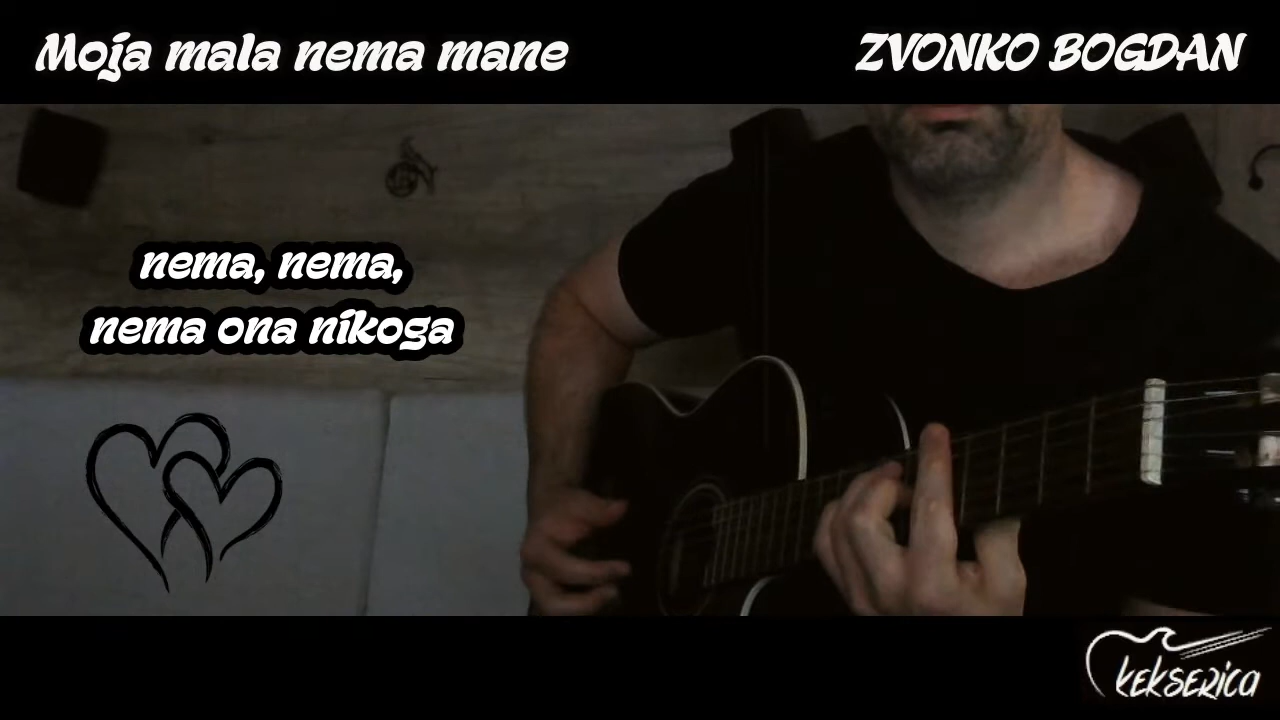 Moja mala nema mane
ZVONKO BOGDAN
nema, nema,
nema ona nikoga
KEKSERICA